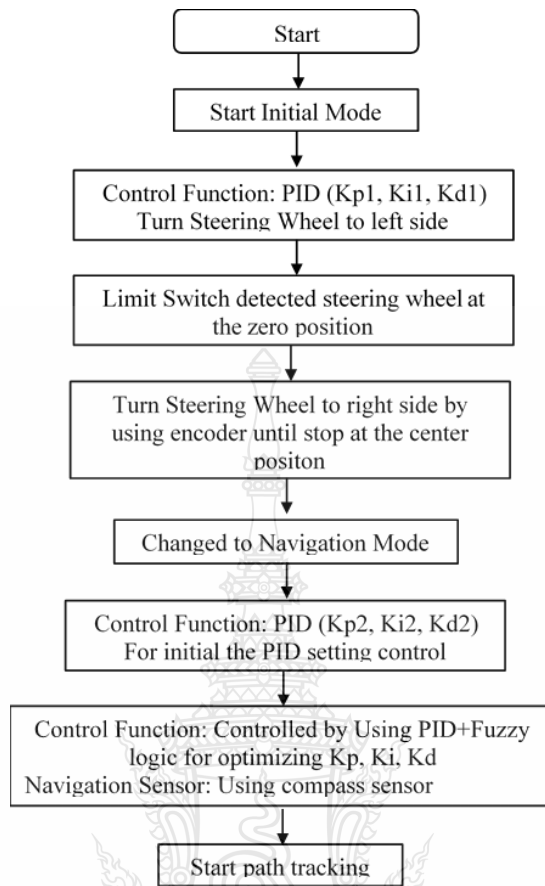 Start
Start Initial Mode
Control Function: PID (Kp1, Ki1, Kd1)
Turn Steering Wheel to left side
Limit Switch detected steering wheel at
the zero position
Turn Steering Wheel to right side by
using encoder until stop at the center
positon
Changed to Navigation Mode
Control Function: PID (Kp2, Ki2, Kd2)
For initial the PID setting control
Control Function: Controlled by Using PID+Fuzzy
logic for optimizing Kp, Ki, Kd
Navigation Sensor: Using compass sensor
Start path tracking